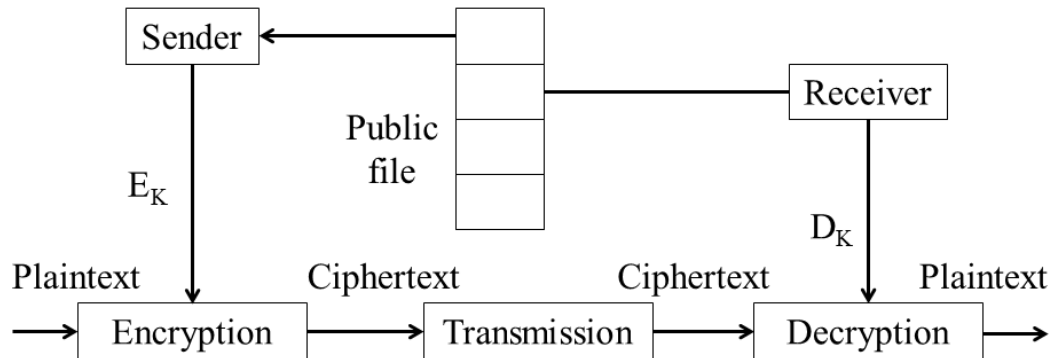 Sender
Receiver
Public
file
E_K
D_K
Plaintext
Ciphertext
Ciphertext
Plaintext
Encryption
Transmission
Decryption